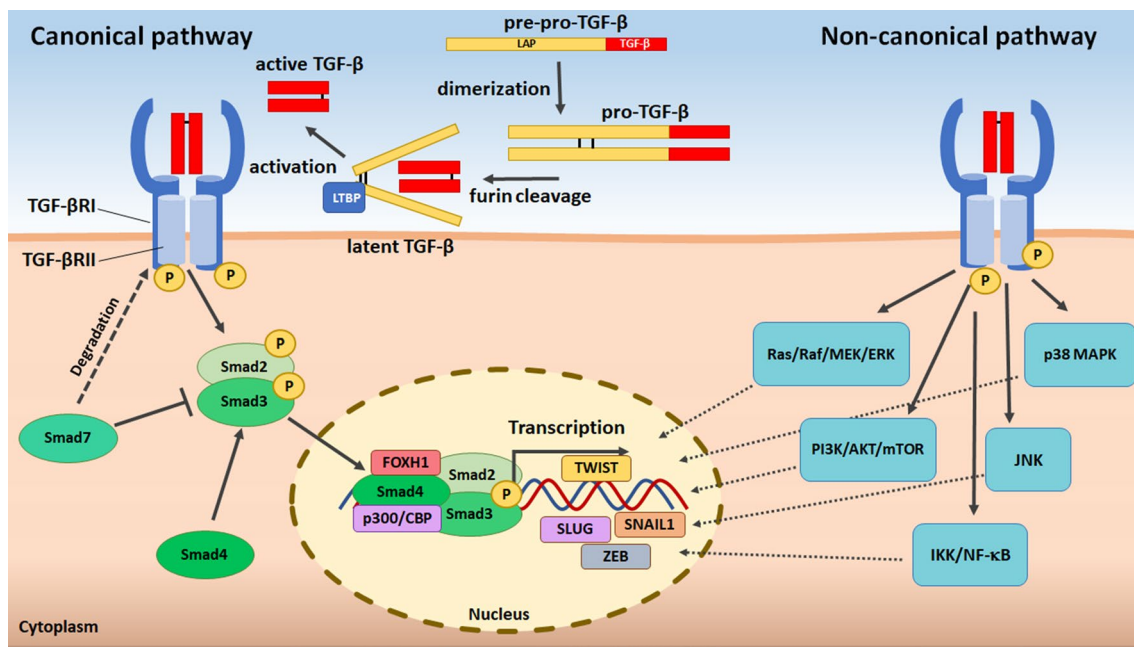 Canonical pathway
pre-pro-TGF-β
LAP
TGF-β
Non-canonical pathway
active TGF-β
dimerization
pro-TGF-β
activation
LTBP
furin cleavage
latent TGF-β
TGF-βRI
TGF-βRII
P
P
P
P
Degradation
Smad2
P
Smad3
P
Smad7
Smad4
Ras/Raf/MEK/ERK
p38 MAPK
PI3K/AKT/mTOR
JNK
IKK/NF-κB
Transcription
FOXH1
Smad2
TWIST
Smad4
P
p300/CBP
Smad3
SLUG
SNAIL1
ZEB
Nucleus
Cytoplasm